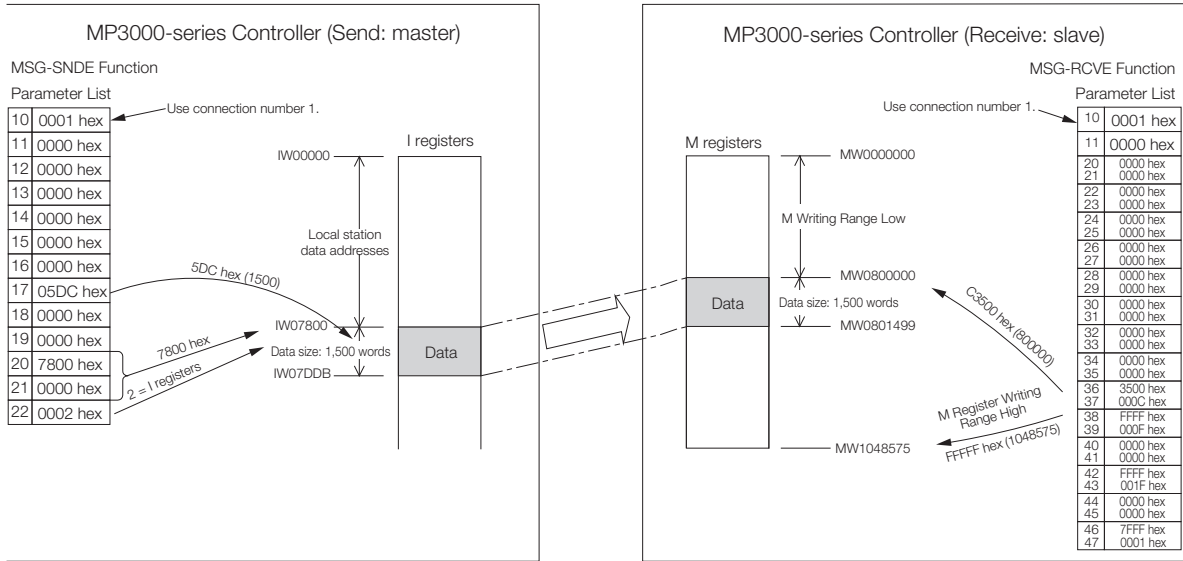 MP3000-series Controller (Send: master)
MSG-SNDE Function
Parameter List
10 0001 hex
11 0000 hex
12 0000 hex
13 0000 hex
14 0000 hex
15 0000 hex
16 0000 hex
17 05DC hex
18 0000 hex
19 0000 hex
20 7800 hex
21 0000 hex
22 0002 hex
Use connection number 1.
5DC hex (1500)
7800 hex
2 = I registers
I registers
IW00000
Local station
data addresses
IW07800
Data size: 1,500 words
IW07DDB
Data
MP3000-series Controller (Receive: slave)
MSG-RCVE Function
Parameter List
Use connection number 1.
M registers
MW0000000
M Writing Range Low
MW0800000
Data
Data size: 1,500 words
MW0801499
MW1048575
C3500 hex (800000)
M Register Writing
Range High
FFFFF hex (1048575)
10 0001 hex
11 0000 hex
20 0000 hex
21 0000 hex
22 0000 hex
23 0000 hex
24 0000 hex
25 0000 hex
26 0000 hex
27 0000 hex
28 0000 hex
29 0000 hex
30 0000 hex
31 0000 hex
32 0000 hex
33 0000 hex
34 0000 hex
35 0000 hex
36 3500 hex
37 000C hex
38 FFFF hex
39 000F hex
40 0000 hex
41 0000 hex
42 FFFF hex
43 001F hex
44 0000 hex
45 0000 hex
46 7FFF hex
47 0001 hex